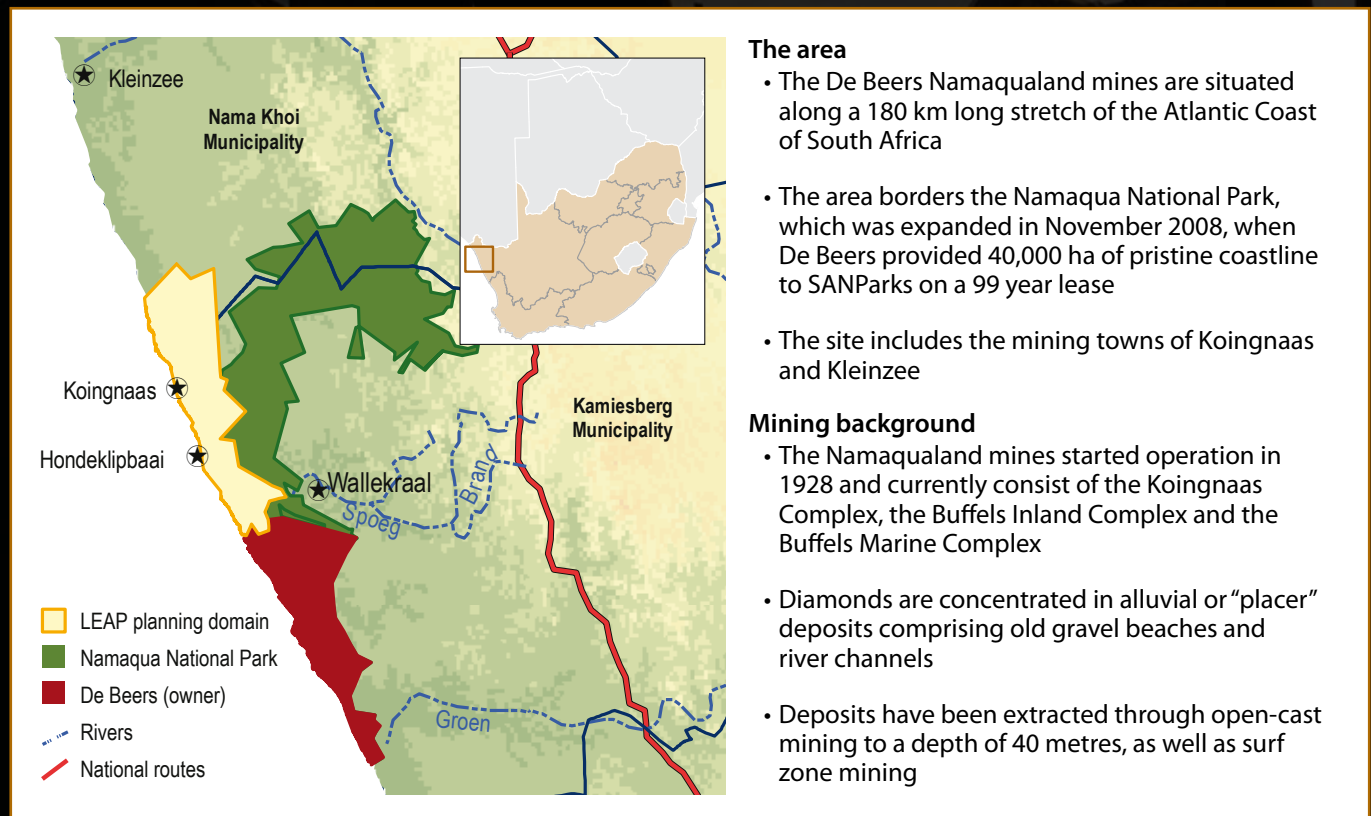 Kleinzee
Nama Khoi
Municipality
Koingnaas
Hondeklipbaai
Wallekraal
Spoeg
Brand
Kamiesberg
Municipality
Groen
LEAP planning domain
Namaqua National Park
De Beers (owner)
Rivers
National routes
The area
• The De Beers Namaqualand mines are situated
along a 180 km long stretch of the Atlantic Coast
of South Africa
• The area borders the Namaqua National Park,
which was expanded in November 2008, when
De Beers provided 40,000 ha of pristine coastline
to SANParks on a 99 year lease
• The site includes the mining towns of Koingnaas
and Kleinzee
Mining background
• The Namaqualand mines started operation in
1928 and currently consist of the Koingnaas
Complex, the Buffels Inland Complex and the
Buffels Marine Complex
• Diamonds are concentrated in alluvial or “placer”
deposits comprising old gravel beaches and
river channels
• Deposits have been extracted through open-cast
mining to a depth of 40 metres, as well as surf
zone mining